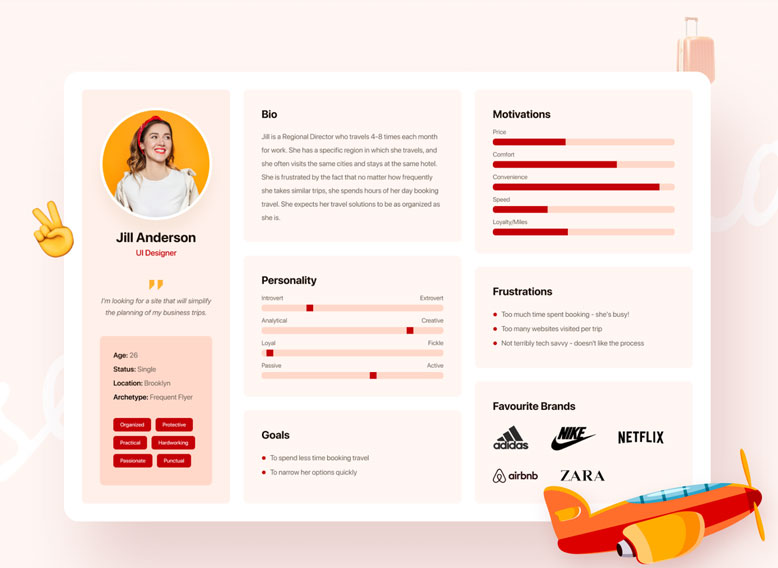 Jill Anderson
UI Designer
I'm looking for a site that will simplify
the planning of my business trips.
Age: 26
Status: Single
Location: Brooklyn
Archetype: Frequent Flyer
Organized
Protective
Practical
Hardworking
Passionate
Punctual
Bio
Jill is a Regional Director who travels 4-8 times each month
for work. She has a specific region in which she travels, and
she often visits the same cities and stays at the same hotel.
She is frustrated by the fact that no matter how frequently
she takes similar trips, she spends hours of her day booking
travel. She expects her travel solutions to be as organized as
she is.
Personality
Introvert Extrovert
Analytical Creative
Loyal Fickle
Passive Active
Goals
To spend less time booking travel
To narrow her options quickly
Motivations
Price
Comfort
Convenience
Speed
Loyalty/Miles
Frustrations
Too much time spent booking - she's busy!
Too many websites visited per trip
Not terribly tech savvy - doesn't like the process
Favourite Brands
adidas
NIKE
NETFLIX
airbnb
ZARA